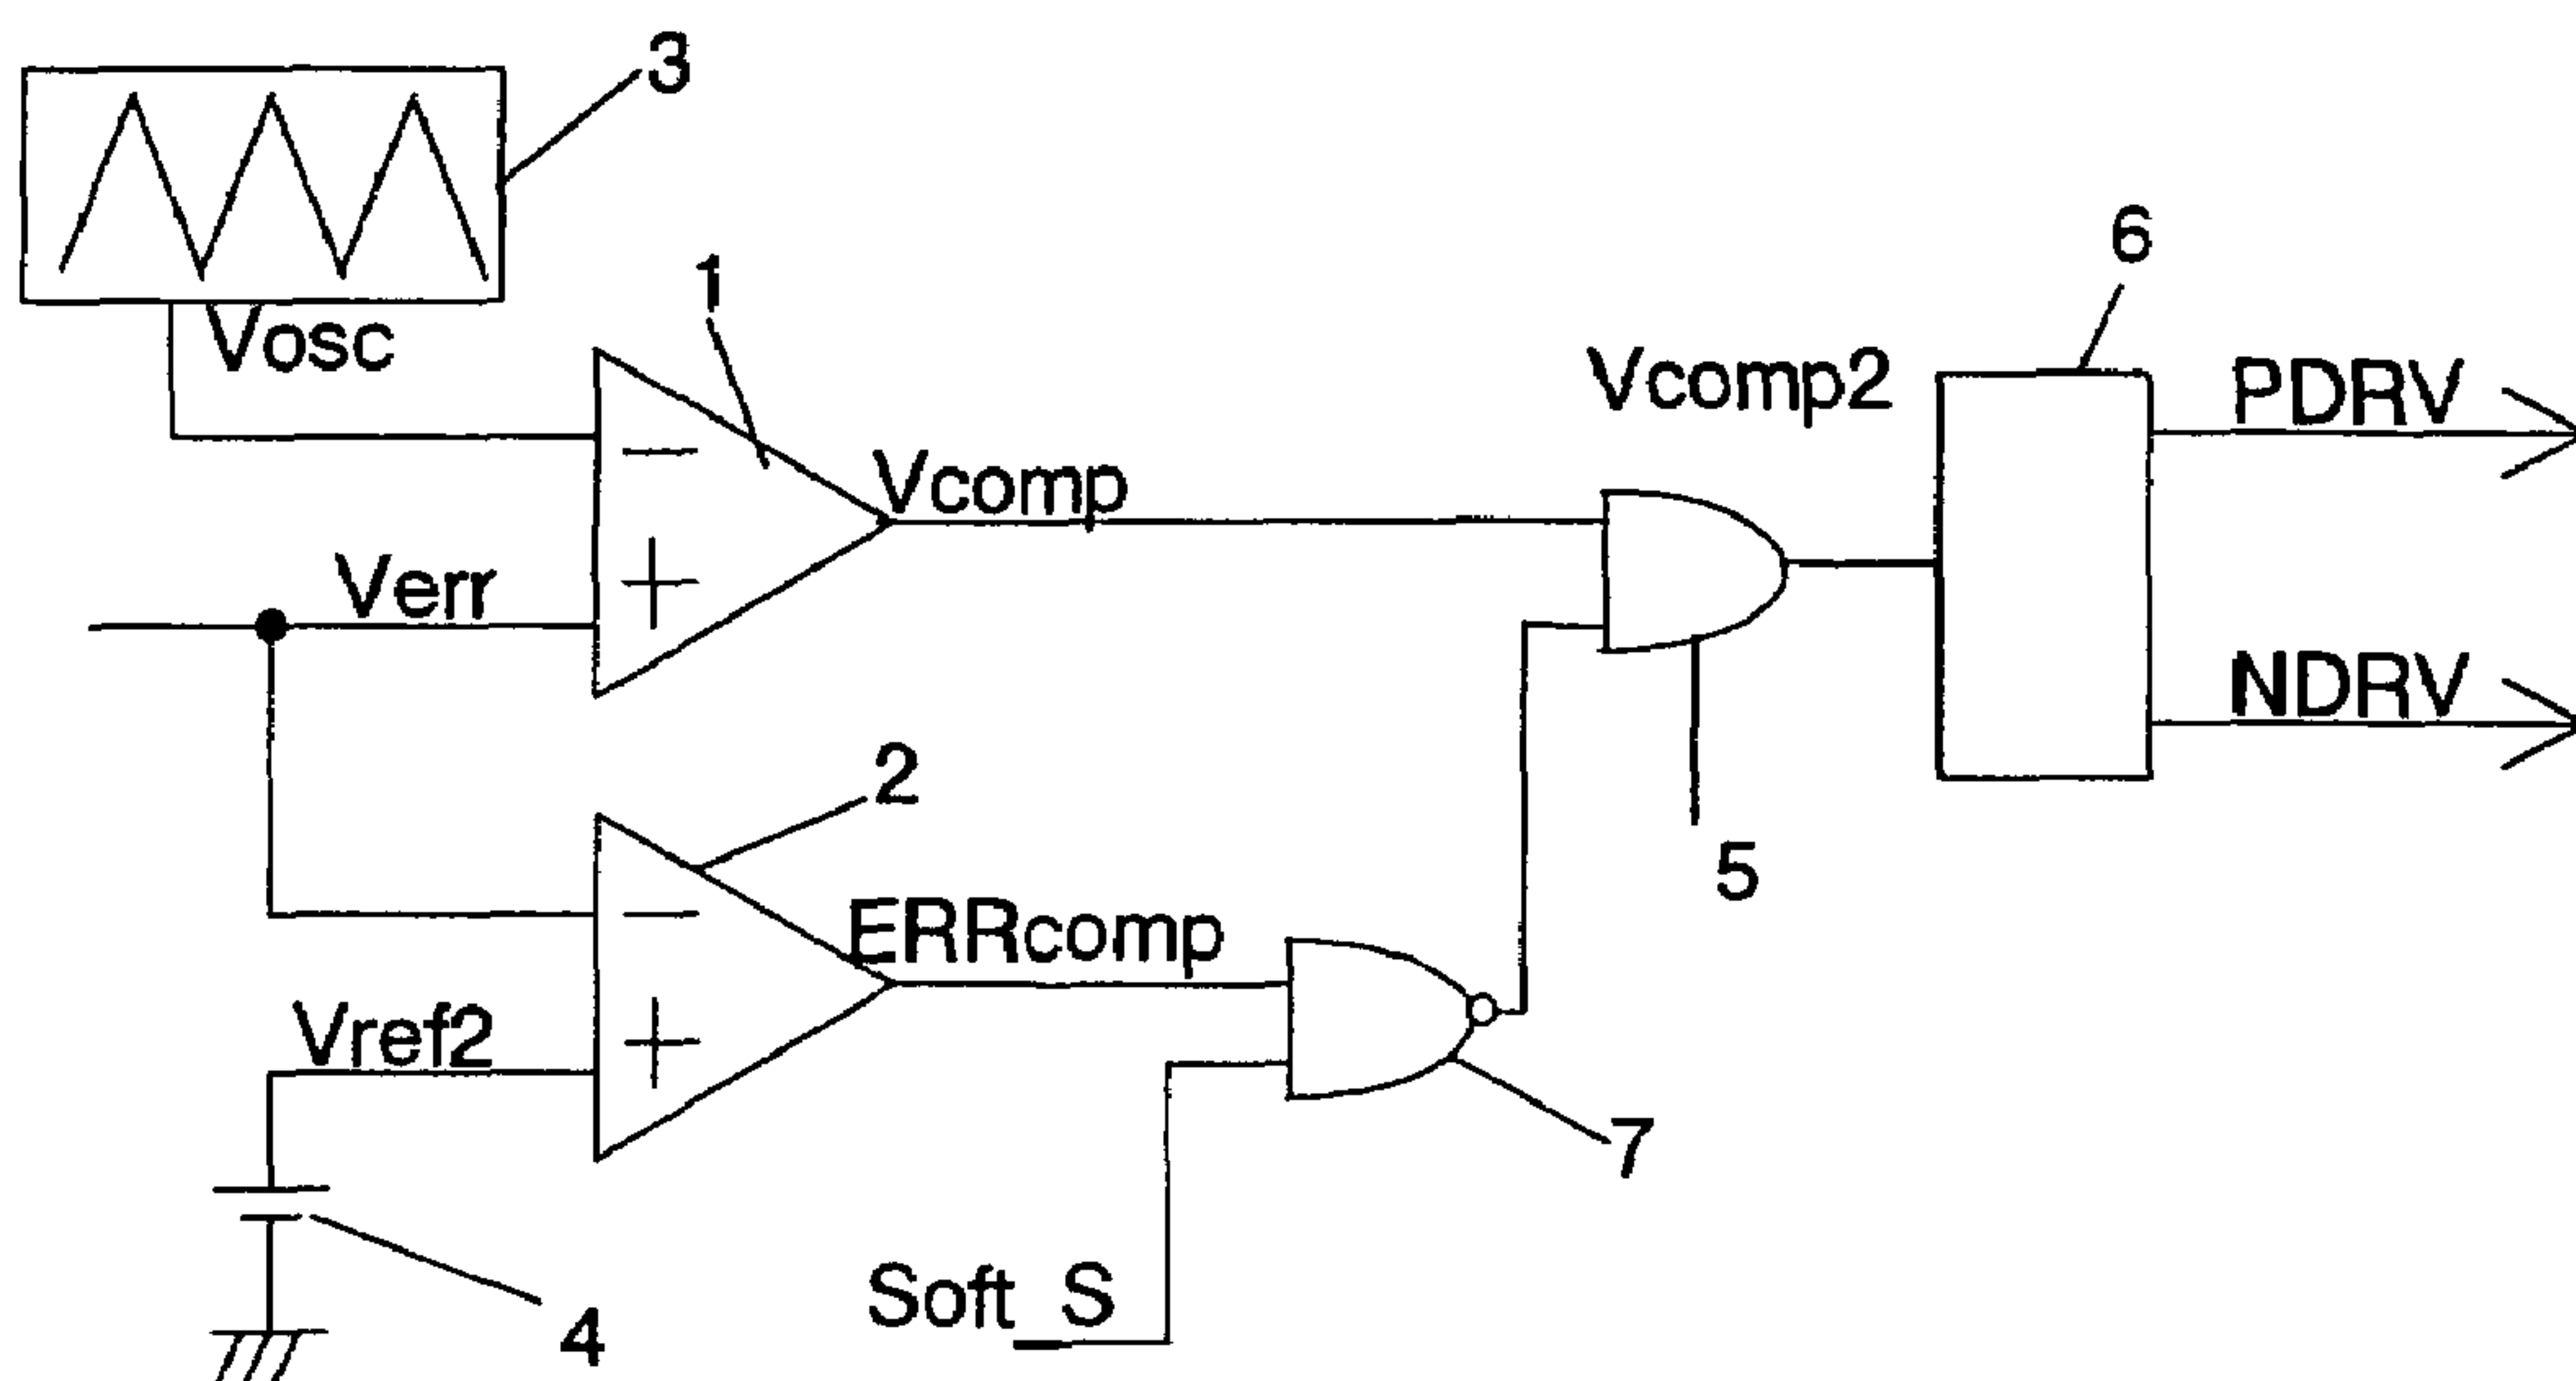 3
Vosc
1
6
Vcomp2
PDRV
Vcomp
Verr
NDRV
2
5
ERRcomp
Vref2
7
Soft_S
4